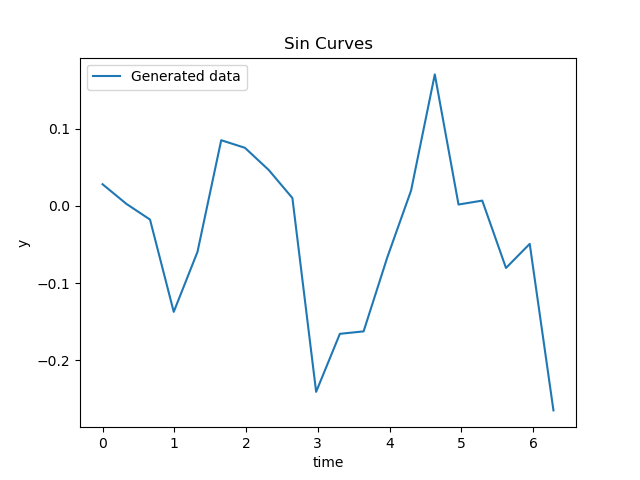 Sin Curves
Generated data
0.1
0.0
−0.1
−0.2
y
0 1 2 3 4 5 6
time